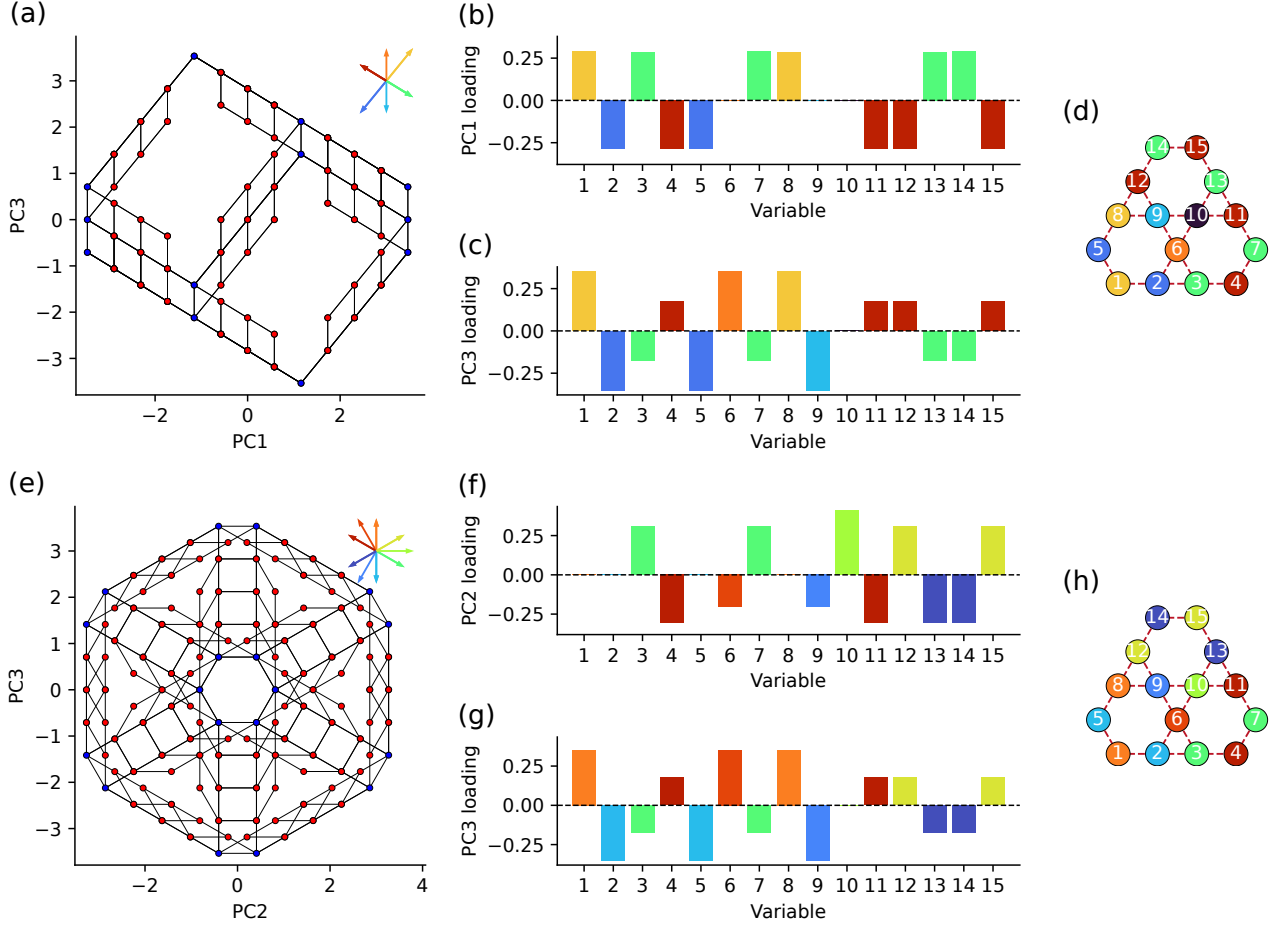 (a)
3
2
1
0
−1
−2
−3
PC3
−2 0 2
PC1
(b)
0.25
0.00
−0.25
PC1 loading
1 2 3 4 5 6 7 8 9 10 11 12 13 14 15
Variable
(c)
0.25
0.00
−0.25
PC3 loading
1 2 3 4 5 6 7 8 9 10 11 12 13 14 15
Variable
(d)
14 15
12 13
8 9 10 11
5 6 7
1 2 3 4
(e)
3
2
1
0
−1
−2
−3
PC3
−2 0 2 4
PC2
(f)
0.25
0.00
−0.25
PC2 loading
1 2 3 4 5 6 7 8 9 10 11 12 13 14 15
Variable
(g)
0.25
0.00
−0.25
PC3 loading
1 2 3 4 5 6 7 8 9 10 11 12 13 14 15
Variable
(h)
14 15
12 13
8 9 10 11
5 6 7
1 2 3 4